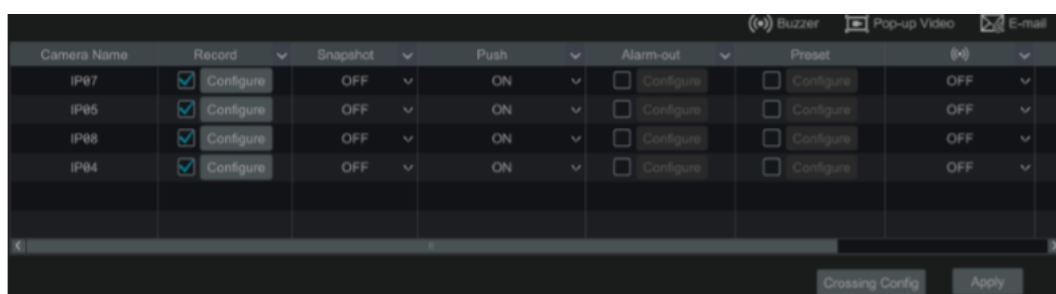 Buzzer Pop-up Video E-mail
Camera Name Record Snapshot Push Alarm-out Preset
IP07 Configure OFF ON Configure Configure OFF
IP05 Configure OFF ON Configure Configure OFF
IP08 Configure OFF ON Configure Configure OFF
IP04 Configure OFF ON Configure Configure OFF
Crossing Config Apply